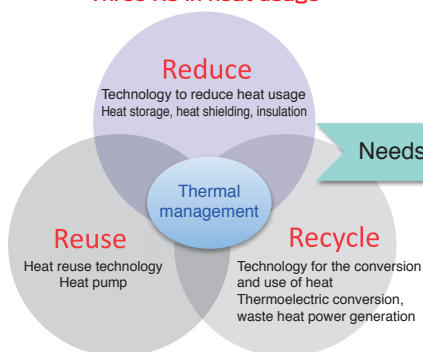 Three Rs in heat usage
Reduce
Technology to reduce heat usage
Heat storage, heat shielding, insulation
Needs
Thermal
management
Reuse
Heat reuse technology
Heat pump
Recycle
Technology for the conversion
and use of heat
Thermoelectric conversion,
waste heat power generation